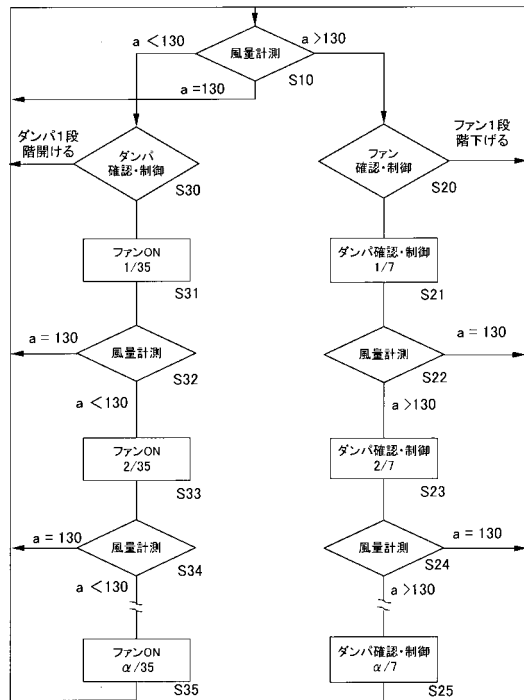 a <130
風量計測
a >130
S10
a =130
ダンパ1段
階開ける
ダンパ
確認・制御
S30
ファン1段
階下げる
ファン
確認・制御
S20
ファンON
1/35
S31
ダンパ確認・制御
1/7
S21
a = 130
風量計測
S32
a <130
a = 130
風量計測
S22
a >130
ファンON
2/35
S33
ダンパ確認・制御
2/7
S23
a = 130
風量計測
S34
a <130
a = 130
風量計測
S24
a >130
ファンON
α/35
S35
ダンパ確認・制御
α/7
S25